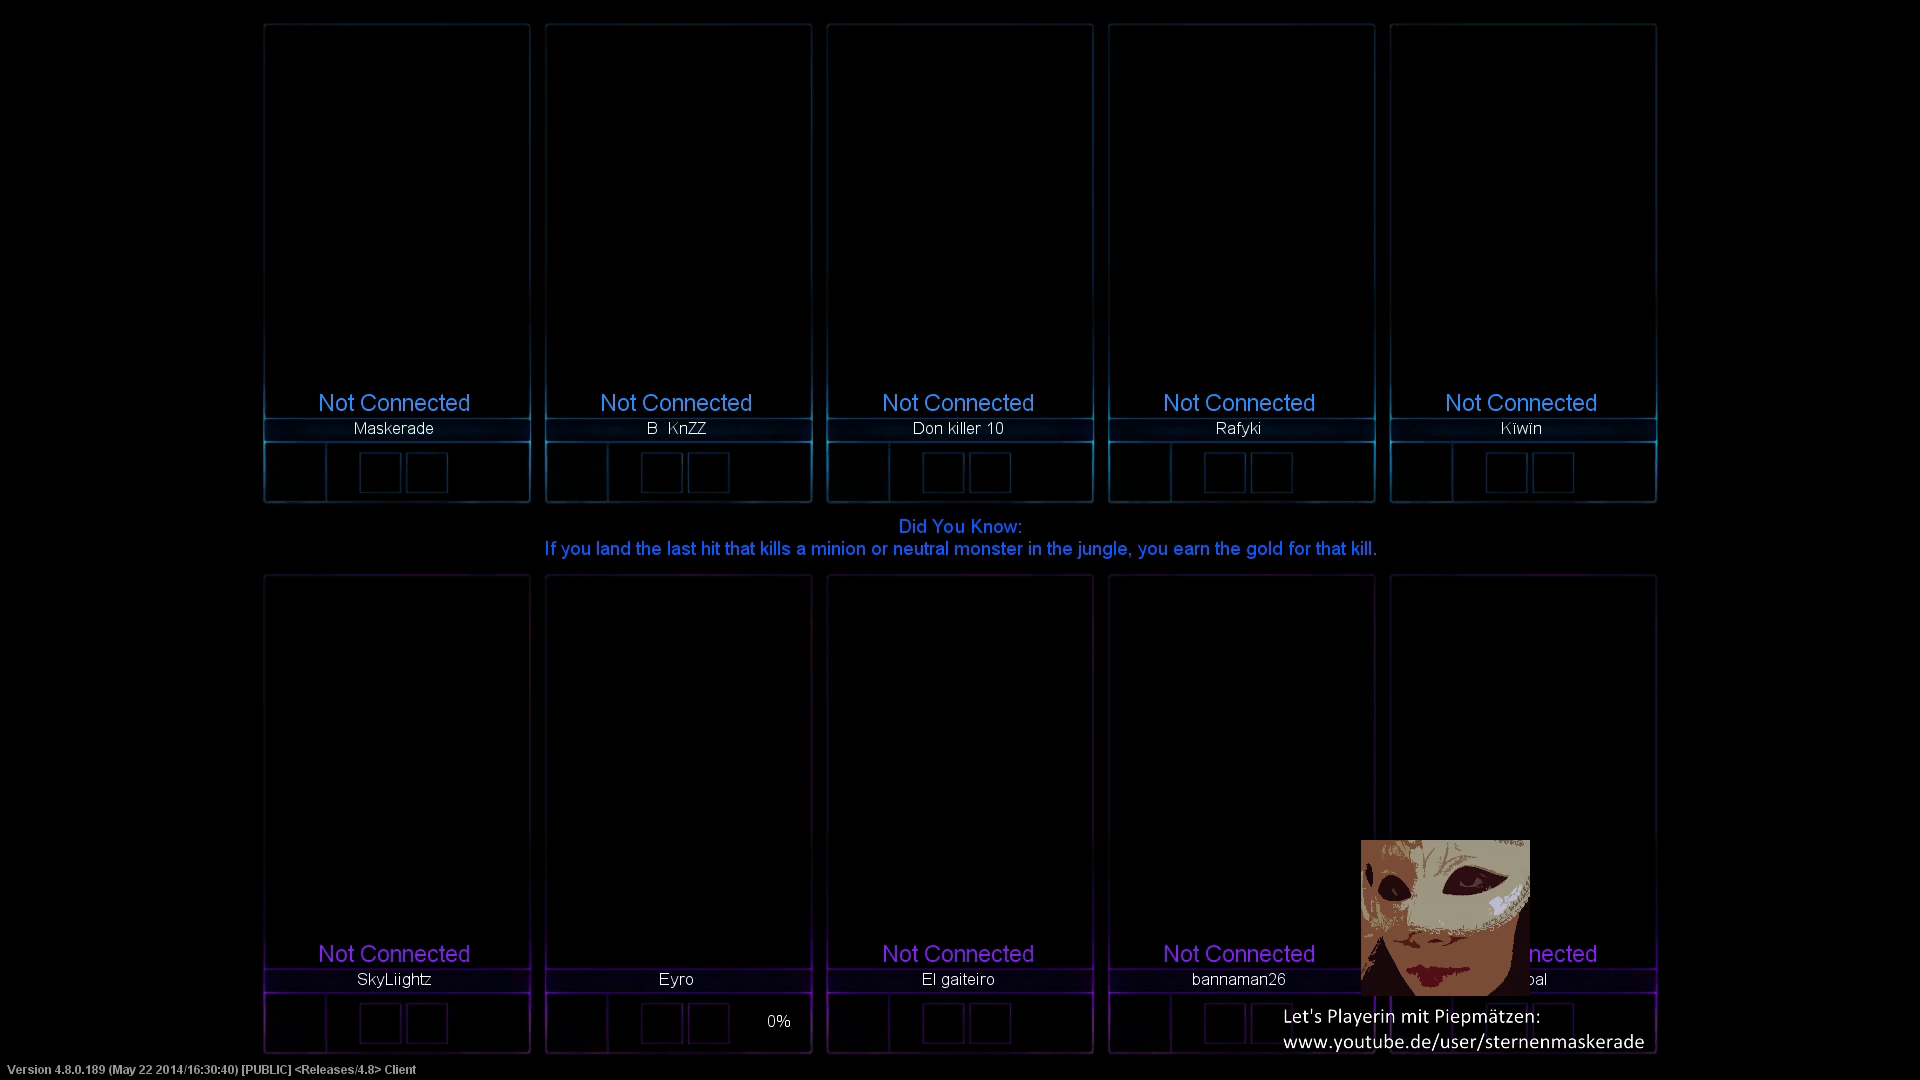 Not Connected Not Connected Not Connected Not Connected Not Connected
Maskerade B KnZZ Don killer 10 Rafyki Kïwïn
Did You Know:
If you land the last hit that kills a minion or neutral monster in the jungle, you earn the gold for that kill.
Not Connected Not Connected Not Connected
SkyLiightz Eyro El gaiteiro bannaman26
0%
Let's Playerin mit Piepmätzen:
www.youtube.de/user/sternenmaskerade
Version 4.8.0.189 (May 22 2014/16:30:40) [PUBLIC] <Releases/4.8> Client